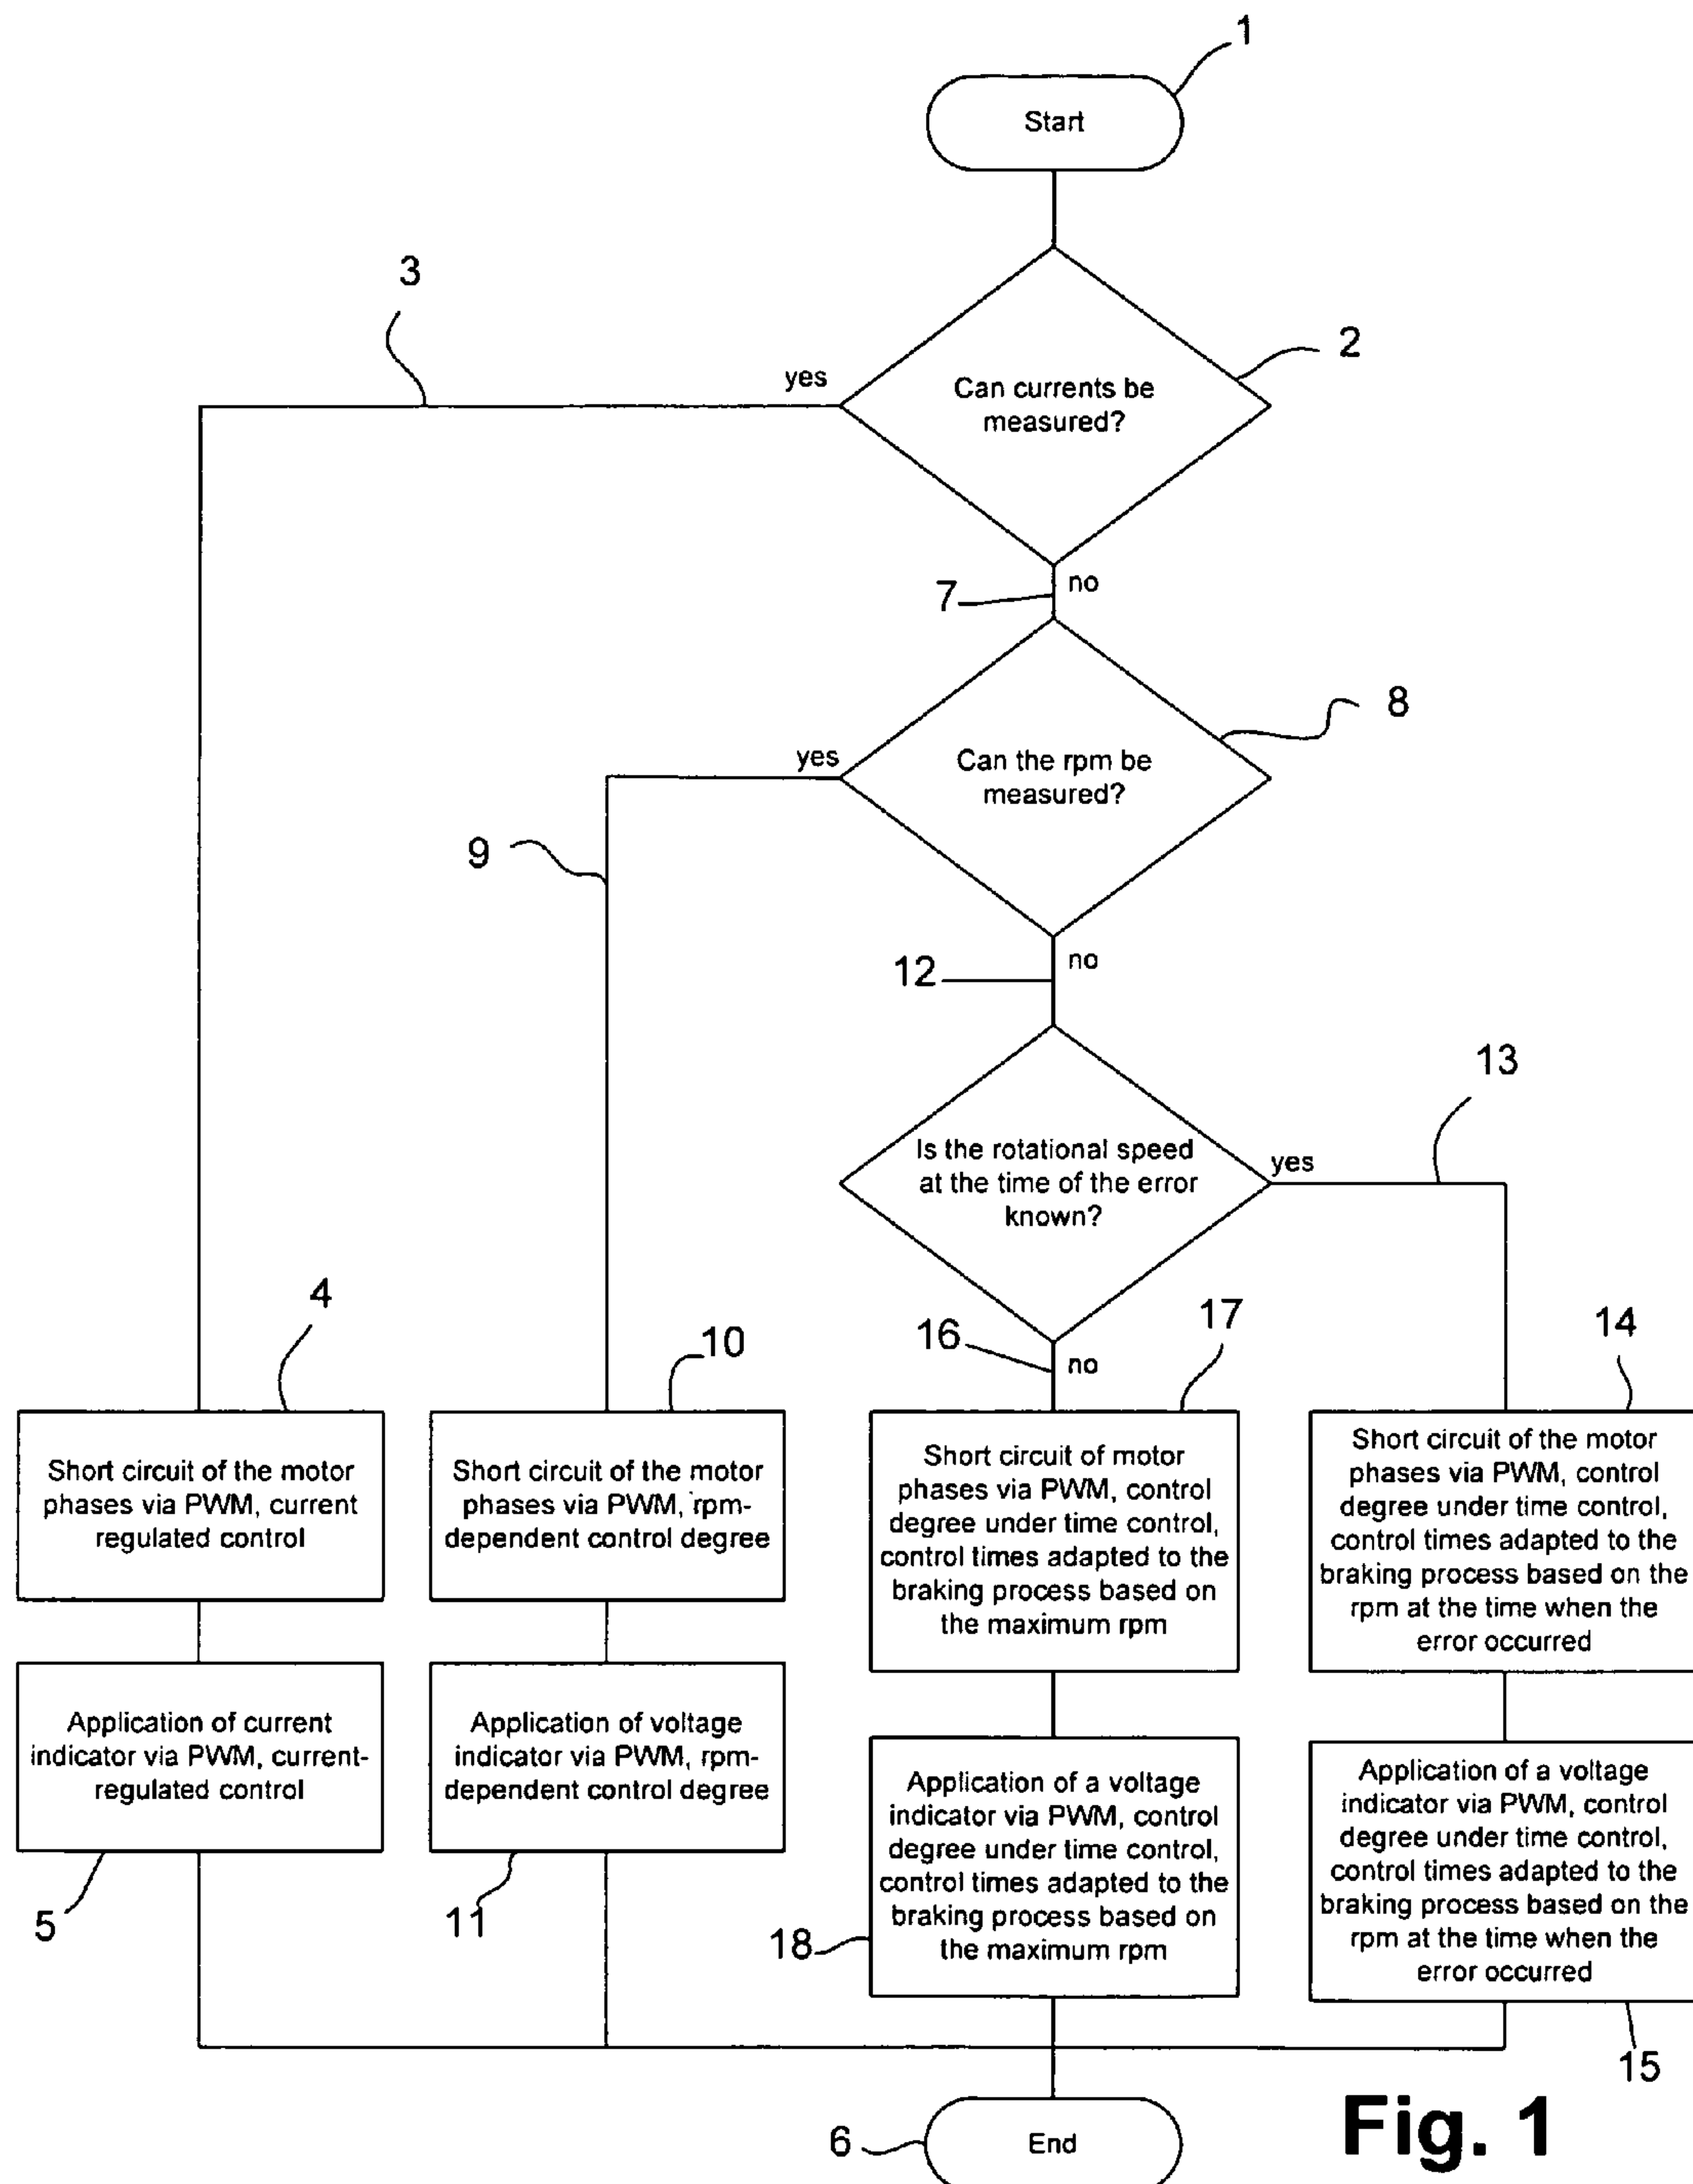 1
Start
3
2
yes
Can currents be
measured?
no
7
8
yes
Can the rpm be
measured?
9
no
12
13
Is the rotational speed
at the time of the error
known?
yes
4
10
16
no
17
14
Short circuit of the motor
phases via PWM, current
regulated control
Short circuit of the motor
phases via PWM, rpm-
dependent control degree
Short circuit of motor
phases via PWM, control
degree under time control,
control times adapted to the
braking process based on
the maximum rpm
Short circuit of the motor
phases via PWM, control
degree under time control,
control times adapted to the
braking process based on the
rpm at the time when the
error occurred
Application of current
indicator via PWM, current-
regulated control
Application of voltage
indicator via PWM, rpm-
dependent control degree
Application of a voltage
indicator via PWM, control
degree under time control,
control times adapted to the
braking process based on
the maximum rpm
Application of a voltage
indicator via PWM, control
degree under time control,
control times adapted to the
braking process based on the
rpm at the time when the
error occurred
5
11
18
15
6
End
Fig. 1